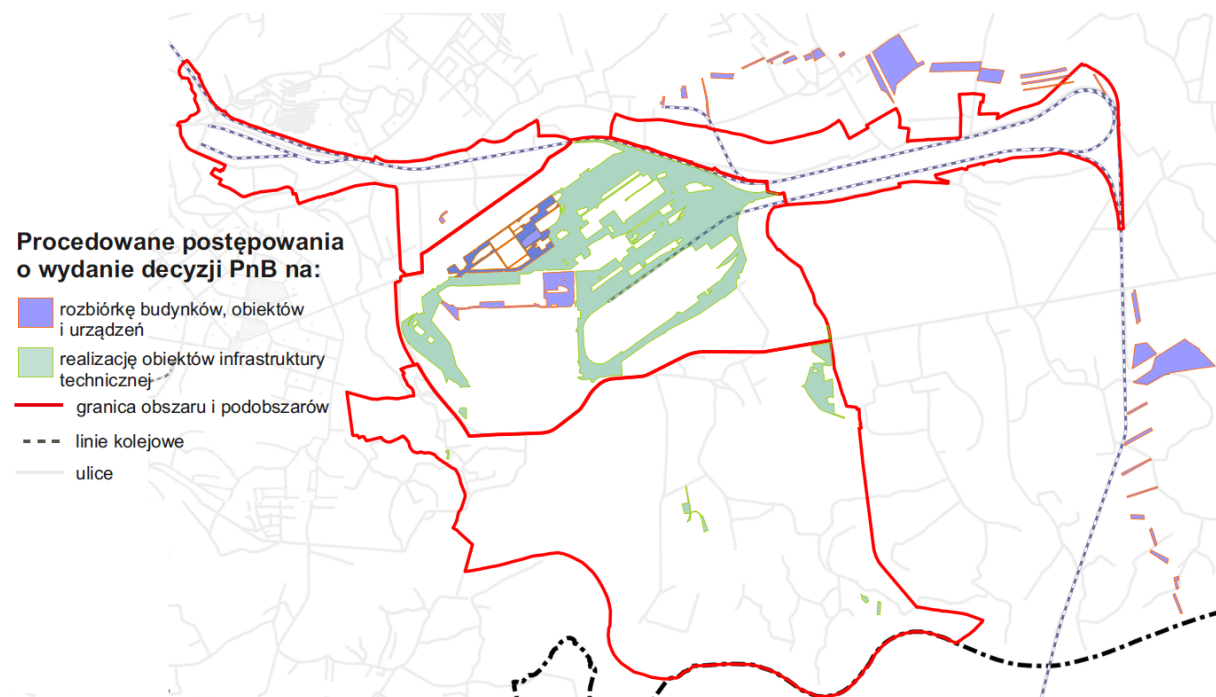 Procedowane postępowania
o wydanie decyzji PnB na:
rozbiórkę budynków, obiektów
i urządzeń
realizację obiektów infrastruktury
technicznej
granica obszaru i podobszarów
linie kolejowe
ulice